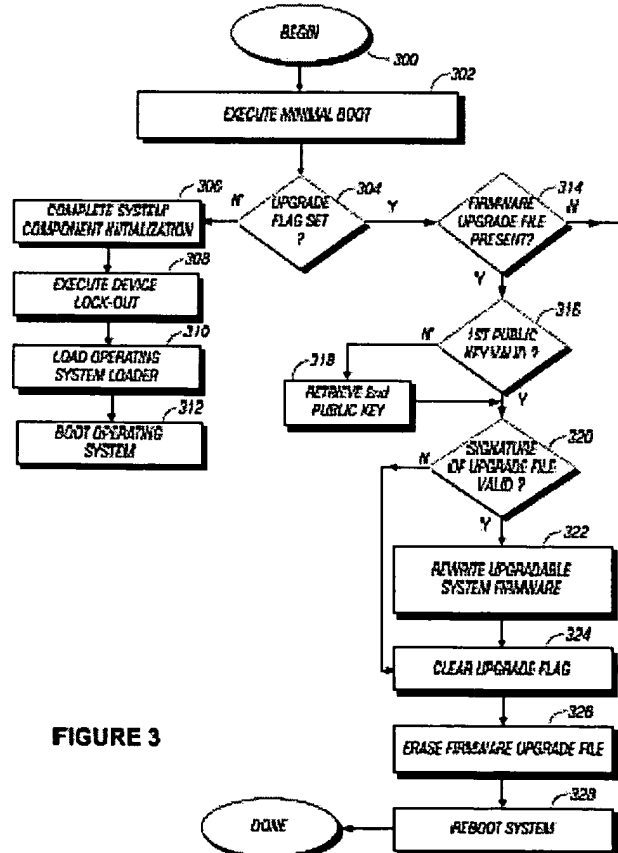 BEGIN
300
302
EXECUTE MINIMAL BOOT
306
COMPLETE SYSTEM
COMPONENT INITIALIZATION
N
UPGRADE
FLAG SET
?
304
Y
FIRMWARE
UPGRADE FILE
PRESENT?
314
N
308
EXECUTE DEVICE
LOCK-OUT
Y
310
LOAD OPERATING
SYSTEM LOADER
N
1ST PUBLIC
KEY VALID ?
316
318
RETRIEVE 2nd
PUBLIC KEY
Y
312
BOOT OPERATING
SYSTEM
N
SIGNATURE
OF UPGRADE FILE
VALID ?
320
Y
322
REWRITE UPGRADABLE
SYSTEM FIRMWARE
324
CLEAR UPGRADE FLAG
326
ERASE FIRMWARE UPGRADE FILE
328
REBOOT SYSTEM
DONE
FIGURE 3